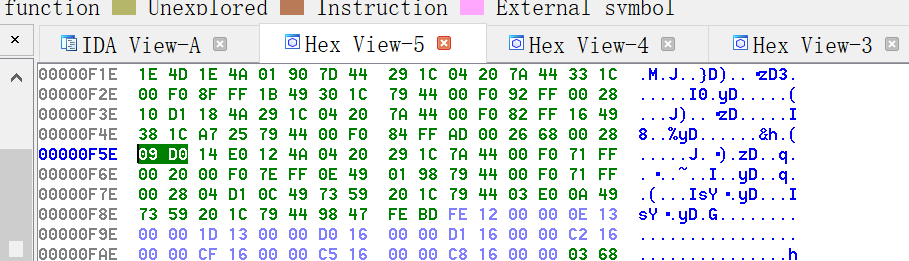 function Unexplored Instruction External symbol
IDA View-A Hex View-5 Hex View-4 Hex View-3
00000F1E 1E 4D 1E 4A 01 90 7D 44 29 1C 04 20 7A 44 33 1C .M.J..}D)..·zD3.
00000F2E 00 F0 8F FF 1B 49 30 1C 79 44 00 F0 92 FF 00 28 .....I0.yD.....(
00000F3E 10 D1 18 4A 29 1C 04 20 7A 44 00 F0 82 FF 16 49 ...J)..·zD.....I
00000F4E 38 1C A7 25 79 44 00 F0 84 FF AD 00 26 68 00 28 8..%yD......&h.(
00000F5E 09 D0 14 E0 12 4A 04 20 29 1C 7A 44 00 F0 71 FF .....J.·).zD..q.
00000F6E 00 20 00 F0 7E FF 0E 49 01 98 79 44 00 F0 71 FF .·..~..I..yD..q.
00000F7E 00 28 04 D1 0C 49 73 59 20 1C 79 44 03 E0 0A 49 .(...IsY·.yD...I
00000F8E 73 59 20 1C 79 44 98 47 FE BD FE 12 00 00 0E 13 sY·.yD.G........
00000F9E 00 00 1D 13 00 00 D0 16 00 00 D1 16 00 00 C2 16 ................
00000FAE 00 00 CF 16 00 00 C5 16 00 00 C8 16 00 00 03 68 ...............h